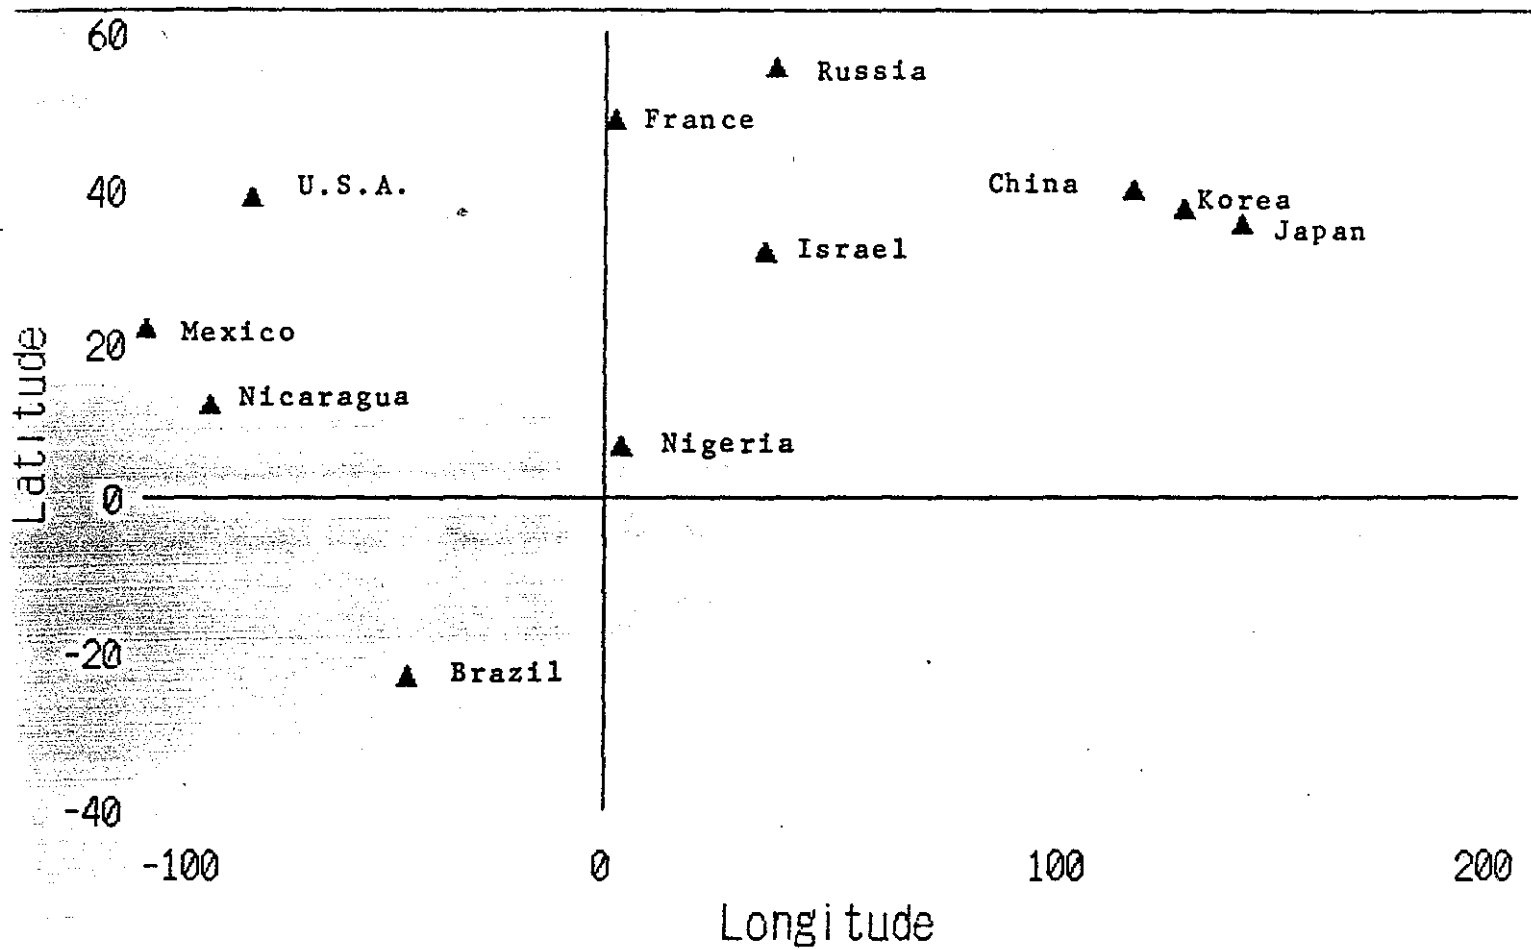 60
Russia
France
40
U.S.A.
China
Korea
Japan
Israel
20
Mexico
Nicaragua
Nigeria
Latitude
0
-20
Brazil
-40
-100 0 100 200
Longitude